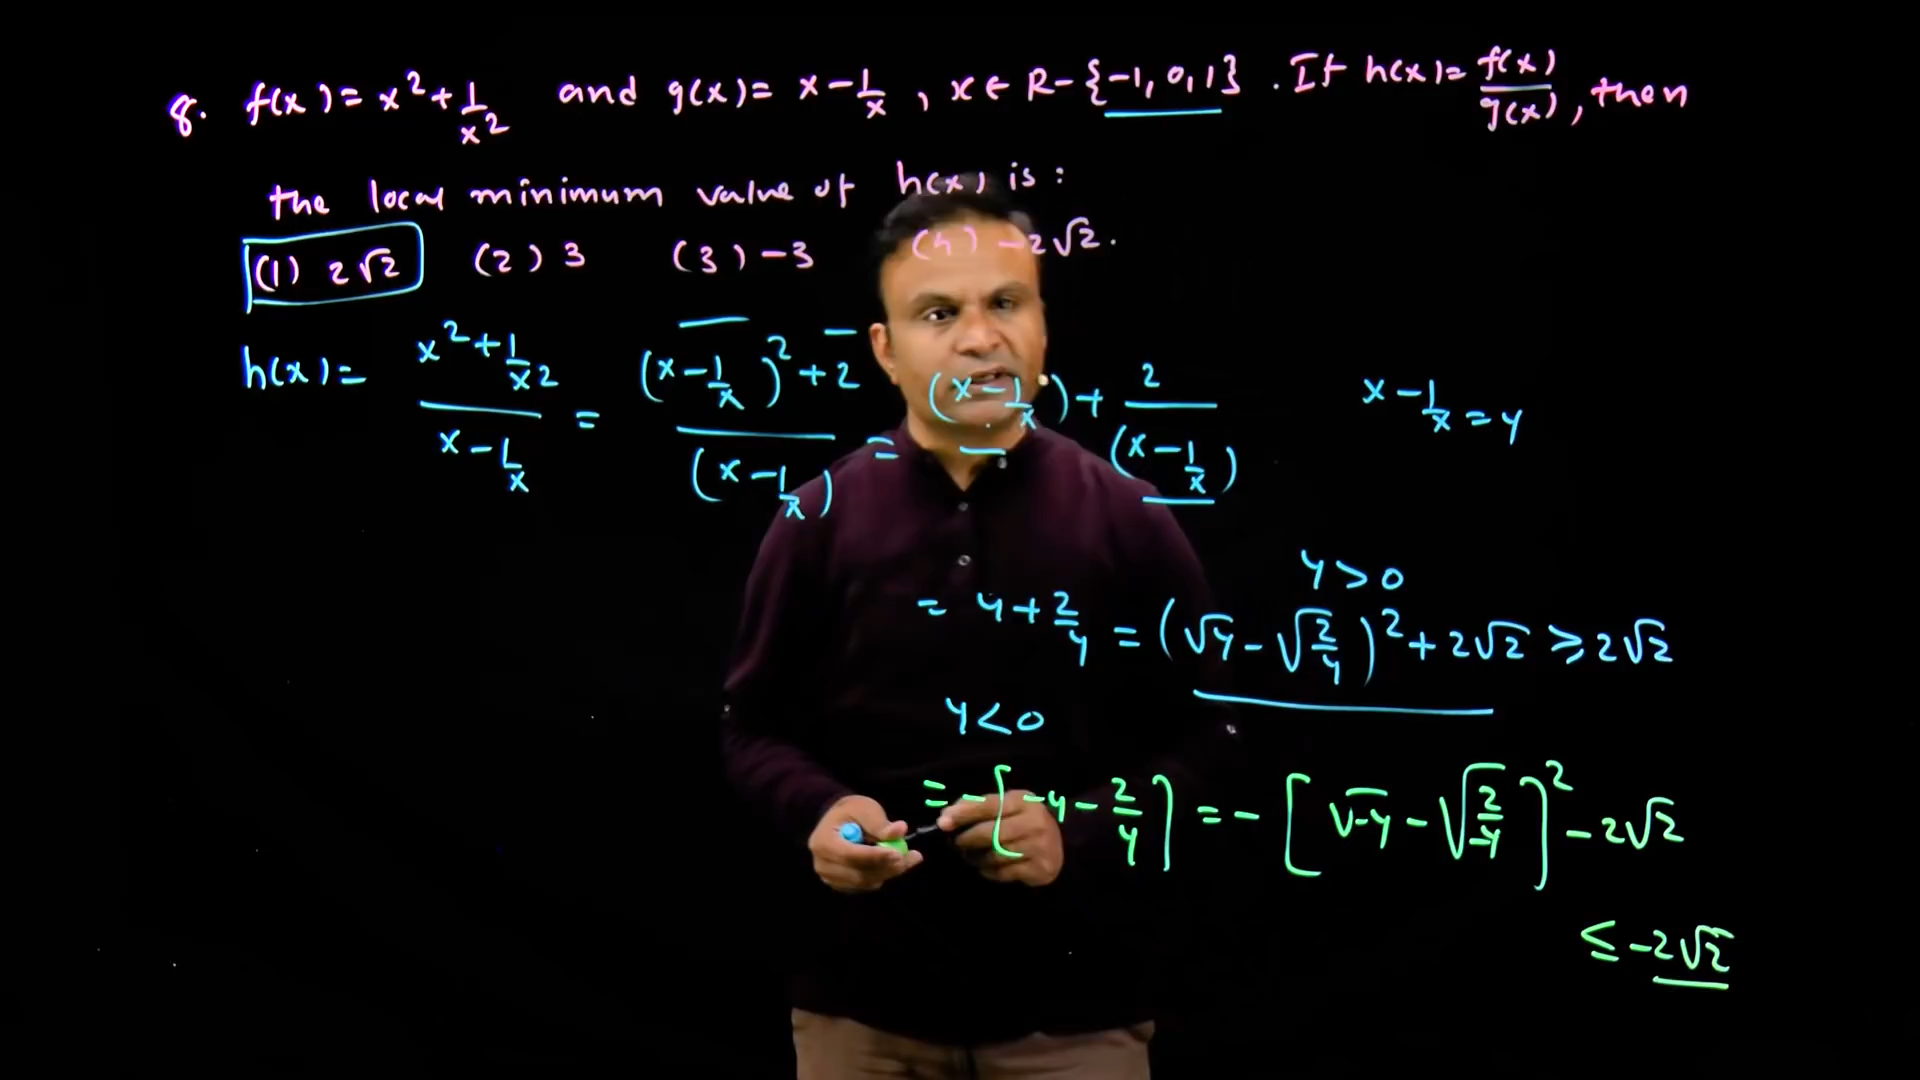 8. f(x) = x² + 1/x² and g(x) = x - 1/x , x ∈ R - {-1, 0, 1} . If h(x) = f(x)/g(x) , then
the local minimum value of h(x) is :
(1) 2√2 (2) 3 (3) -3 (4) -2√2 .
h(x) = (x² + 1/x²)/(x - 1/x) = ((x - 1/x)² + 2)/(x - 1/x) = (x - 1/x) + 2/(x - 1/x) x - 1/x = y
y > 0
= y + 2/y = (√y - √(2/y))² + 2√2 ≥ 2√2
y < 0
= -[-y - 2/y] = -[√-y - √(2/-y)]² - 2√2
≤ -2√2